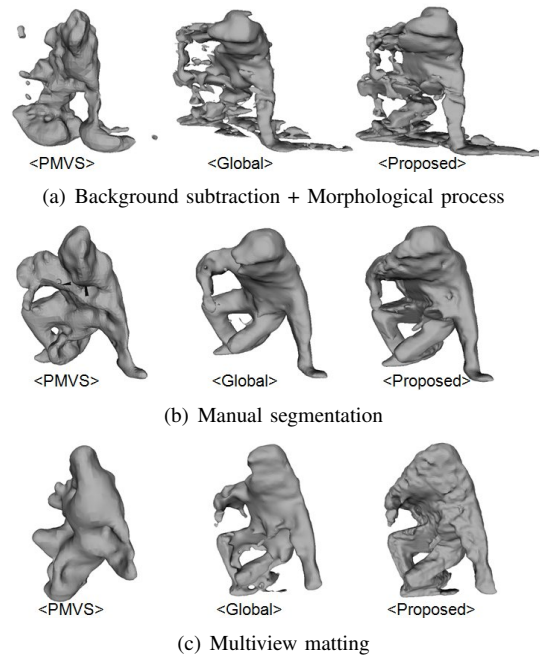 <PMVS> <Global> <Proposed>
(a) Background subtraction + Morphological process
<PMVS> <Global> <Proposed>
(b) Manual segmentation
<PMVS> <Global> <Proposed>
(c) Multiview matting